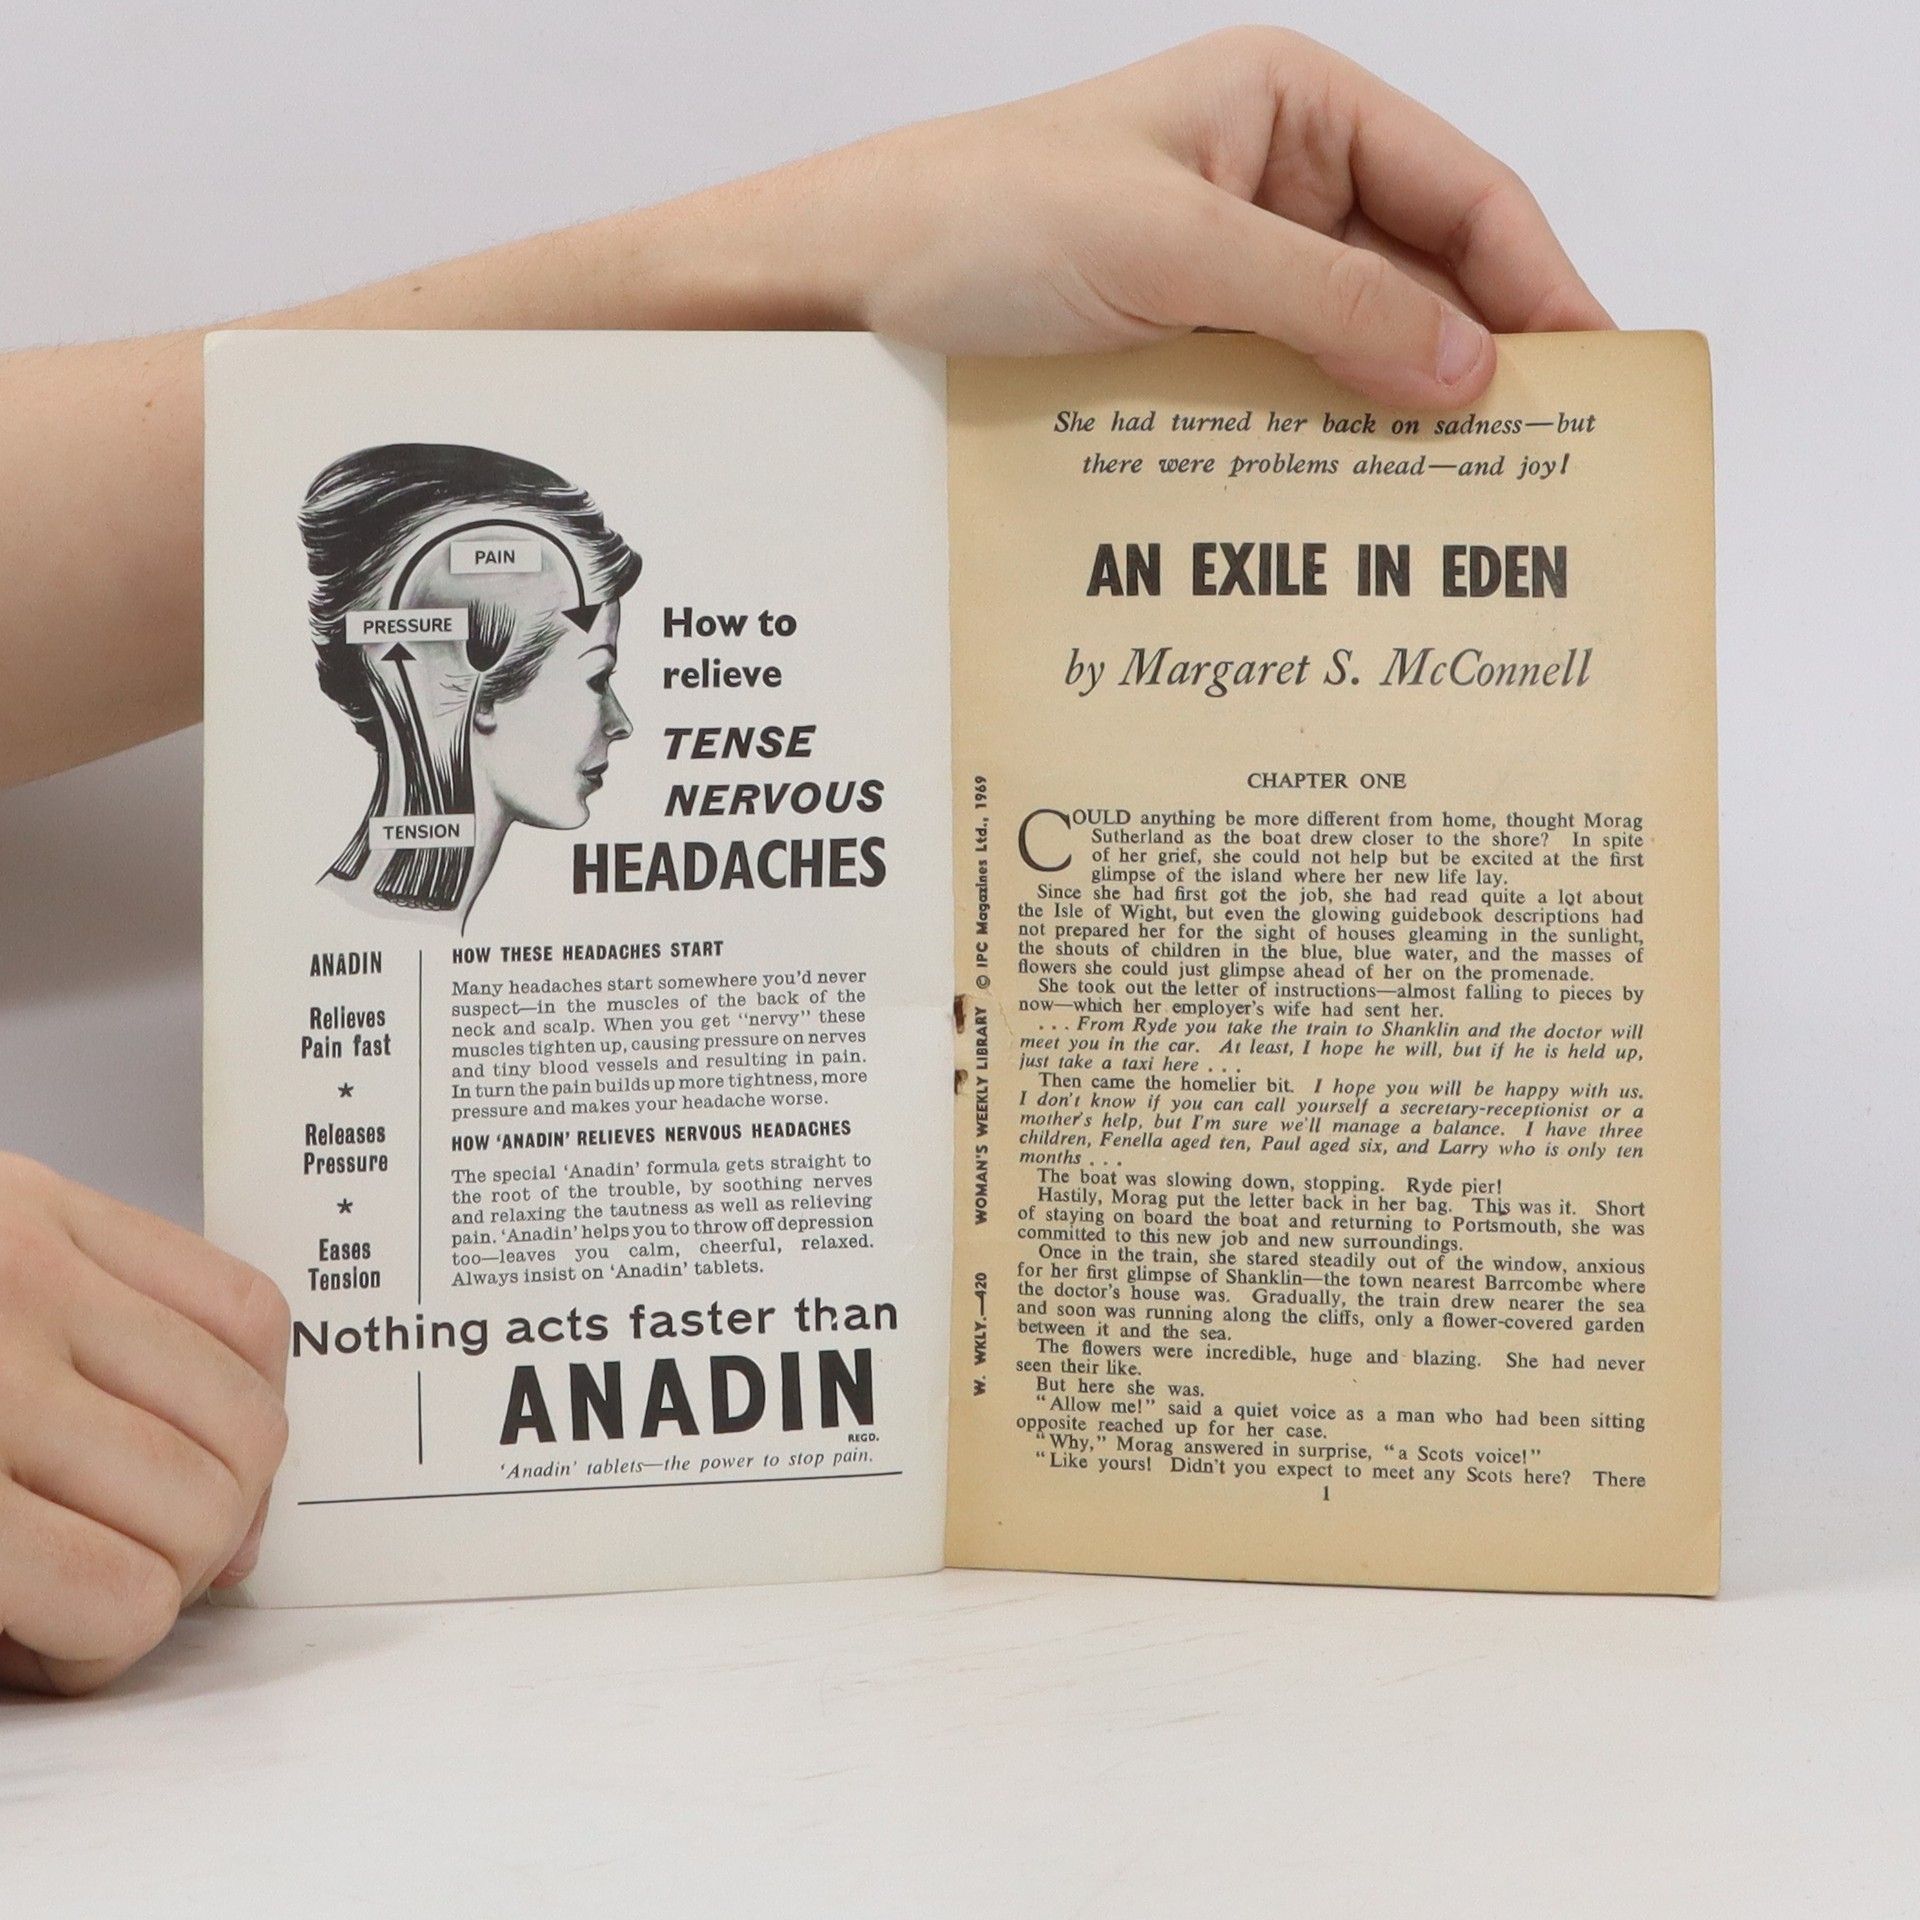 PAIN
PRESSURE
TENSION
How to
relieve
TENSE
NERVOUS
HEADACHES
ANADIN
Relieves
Pain fast
★
Releases
Pressure
★
Eases
Tension
HOW THESE HEADACHES START
Many headaches start somewhere you'd never
suspect—in the muscles of the back of the
neck and scalp. When you get "nervy" these
muscles tighten up, causing pressure on nerves
and tiny blood vessels and resulting in pain.
In turn the pain builds up more tightness, more
pressure and makes your headache worse.
HOW 'ANADIN' RELIEVES NERVOUS HEADACHES
The special 'Anadin' formula gets straight to
the root of the trouble, by soothing nerves
and relaxing the tautness as well as relieving
pain. 'Anadin' helps you to throw off depression
too—leaves you calm, cheerful, relaxed.
Always insist on 'Anadin' tablets.
Nothing acts faster than
ANADIN
REGD.
'Anadin' tablets—the power to stop pain.
She had turned her back on sadness—but
there were problems ahead—and joy!
AN EXILE IN EDEN
by Margaret S. McConnell
CHAPTER ONE
COULD anything be more different from home, thought Morag
Sutherland as the boat drew closer to the shore? In spite
of her grief, she could not help but be excited at the first
glimpse of the island where her new life lay.
Since she had first got the job, she had read quite a lot about
the Isle of Wight, but even the glowing guidebook descriptions had
not prepared her for the sight of houses gleaming in the sunlight,
the shouts of children in the blue, blue water, and the masses of
flowers she could just glimpse ahead of her on the promenade.
She took out the letter of instructions—almost falling to pieces by
now—which her employer's wife had sent her.
. . . From Ryde you take the train to Shanklin and the doctor will
meet you in the car. At least, I hope he will, but if he is held up,
just take a taxi here . . .
Then came the homelier bit. I hope you will be happy with us.
I don't know if you can call yourself a secretary-receptionist or a
mother's help, but I'm sure we'll manage a balance. I have three
children, Fenella aged ten, Paul aged six, and Larry who is only ten
months . . .
The boat was slowing down, stopping. Ryde pier!
Hastily, Morag put the letter back in her bag. This was it. Short
of staying on board the boat and returning to Portsmouth, she was
committed to this new job and new surroundings.
Once in the train, she stared steadily out of the window, anxious
for her first glimpse of Shanklin—the town nearest Barrcombe where
the doctor's house was. Gradually, the train drew nearer the sea
and soon was running along the cliffs, only a flower-covered garden
between it and the sea.
The flowers were incredible, huge and blazing. She had never
seen their like.
But here she was.
"Allow me!" said a quiet voice as a man who had been sitting
opposite reached up for her case.
"Why," Morag answered in surprise, "a Scots voice!"
"Like yours! Didn't you expect to meet any Scots here? There
1
W. WKLY.—420 WOMAN'S WEEKLY LIBRARY © IPC Magazines Ltd., 1969